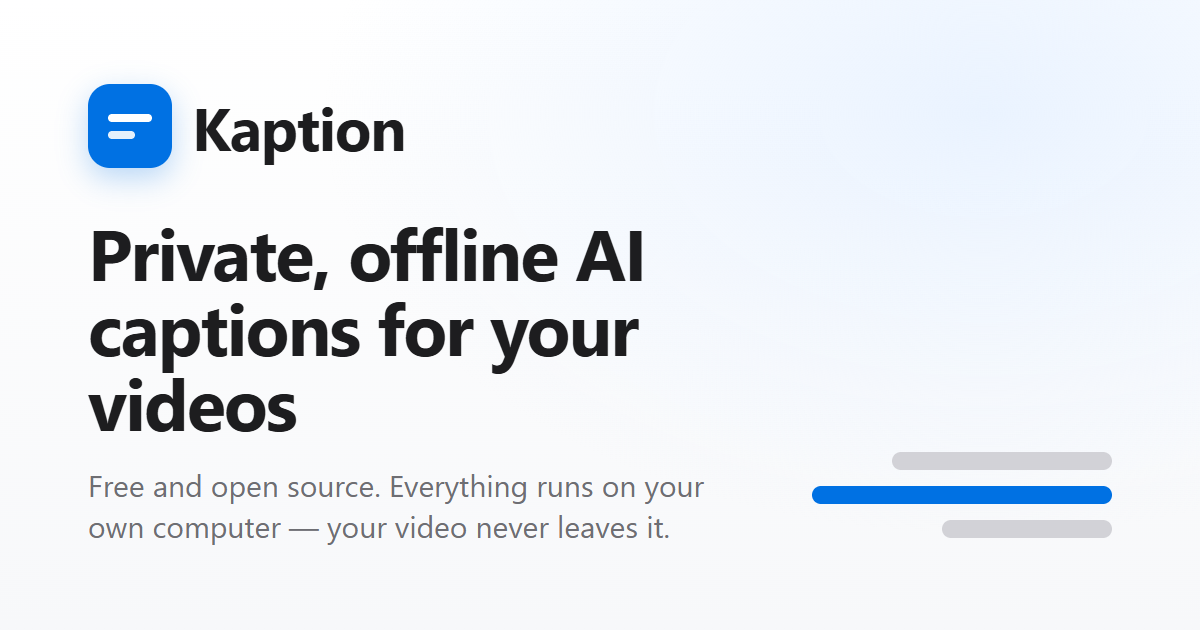 Kaption
Private, offline AI
captions for your
videos
Free and open source. Everything runs on your
own computer — your video never leaves it.